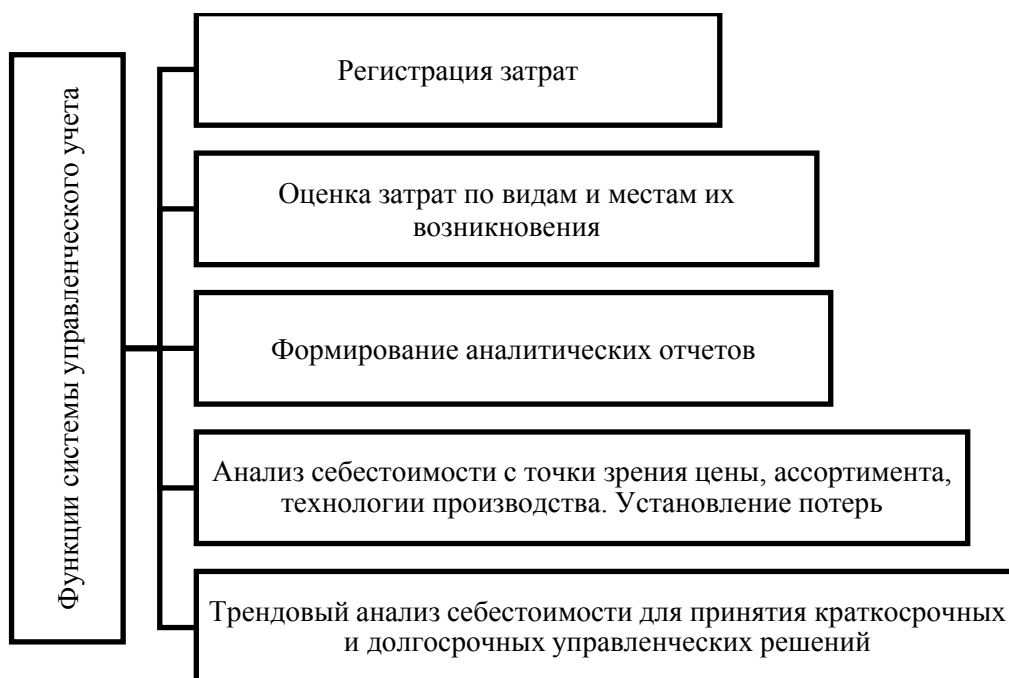 Функции системы управленческого учета
Регистрация затрат
Оценка затрат по видам и местам их
возникновения
Формирование аналитических отчетов
Анализ себестоимости с точки зрения цены, ассортимента,
технологии производства. Установление потерь
Трендовый анализ себестоимости для принятия краткосрочных
и долгосрочных управленческих решений